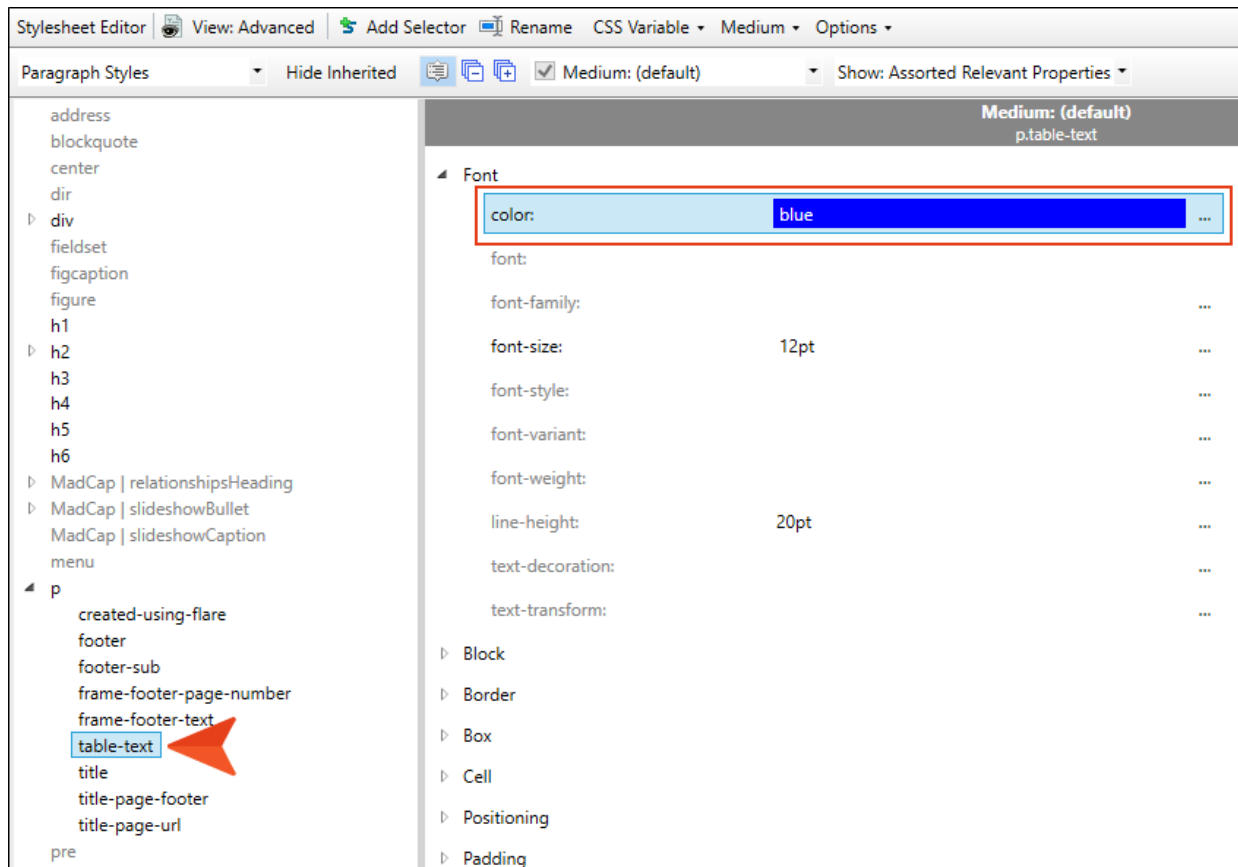 Stylesheet Editor View: Advanced Add Selector Rename CSS Variable Medium Options
Paragraph Styles Hide Inherited Medium: (default) Show: Assorted Relevant Properties
address
blockquote
center
dir
div
fieldset
figcaption
figure
h1
h2
h3
h4
h5
h6
MadCap | relationshipsHeading
MadCap | slideshowBullet
MadCap | slideshowCaption
menu
p
created-using-flare
footer
footer-sub
frame-footer-page-number
frame-footer-text
table-text
title
title-page-footer
title-page-url
pre
Medium: (default)
p.table-text
Font
color: blue ...
font:
font-family: ...
font-size: 12pt ...
font-style: ...
font-variant: ...
font-weight: ...
line-height: 20pt ...
text-decoration: ...
text-transform: ...
Block
Border
Box
Cell
Positioning
Padding